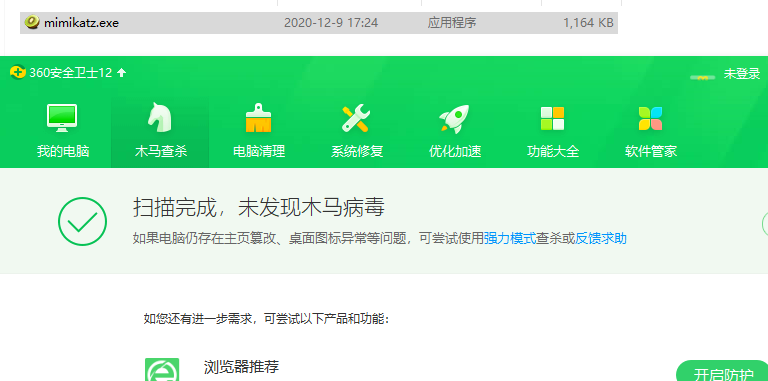 mimikatz.exe 2020-12-9 17:24 应用程序 1,164 KB
360安全卫士12 未登录
我的电脑 木马查杀 电脑清理 系统修复 优化加速 功能大全 软件管家
扫描完成，未发现木马病毒
如果电脑仍存在主页篡改、桌面图标异常等问题，可尝试使用强力模式查杀或反馈求助
如您还有进一步需求，可尝试以下产品和功能：
浏览器推荐
开启防护